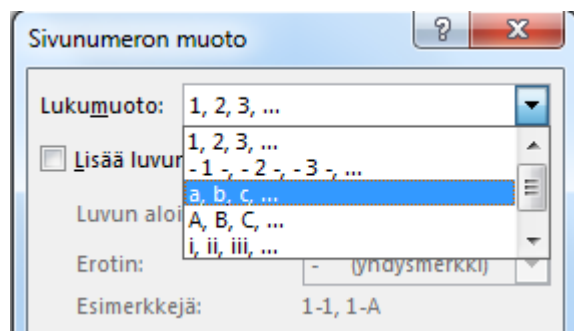 Sivunumeron muoto
Lukumuoto: 1, 2, 3, ...
1, 2, 3, ...
Lisää luvun
- 1 -, - 2 -, - 3 -, ...
a, b, c, ...
Luvun aloi
A, B, C, ...
i, ii, iii, ...
Erotin: - (yhdysmerkki)
Esimerkkejä: 1-1, 1-A